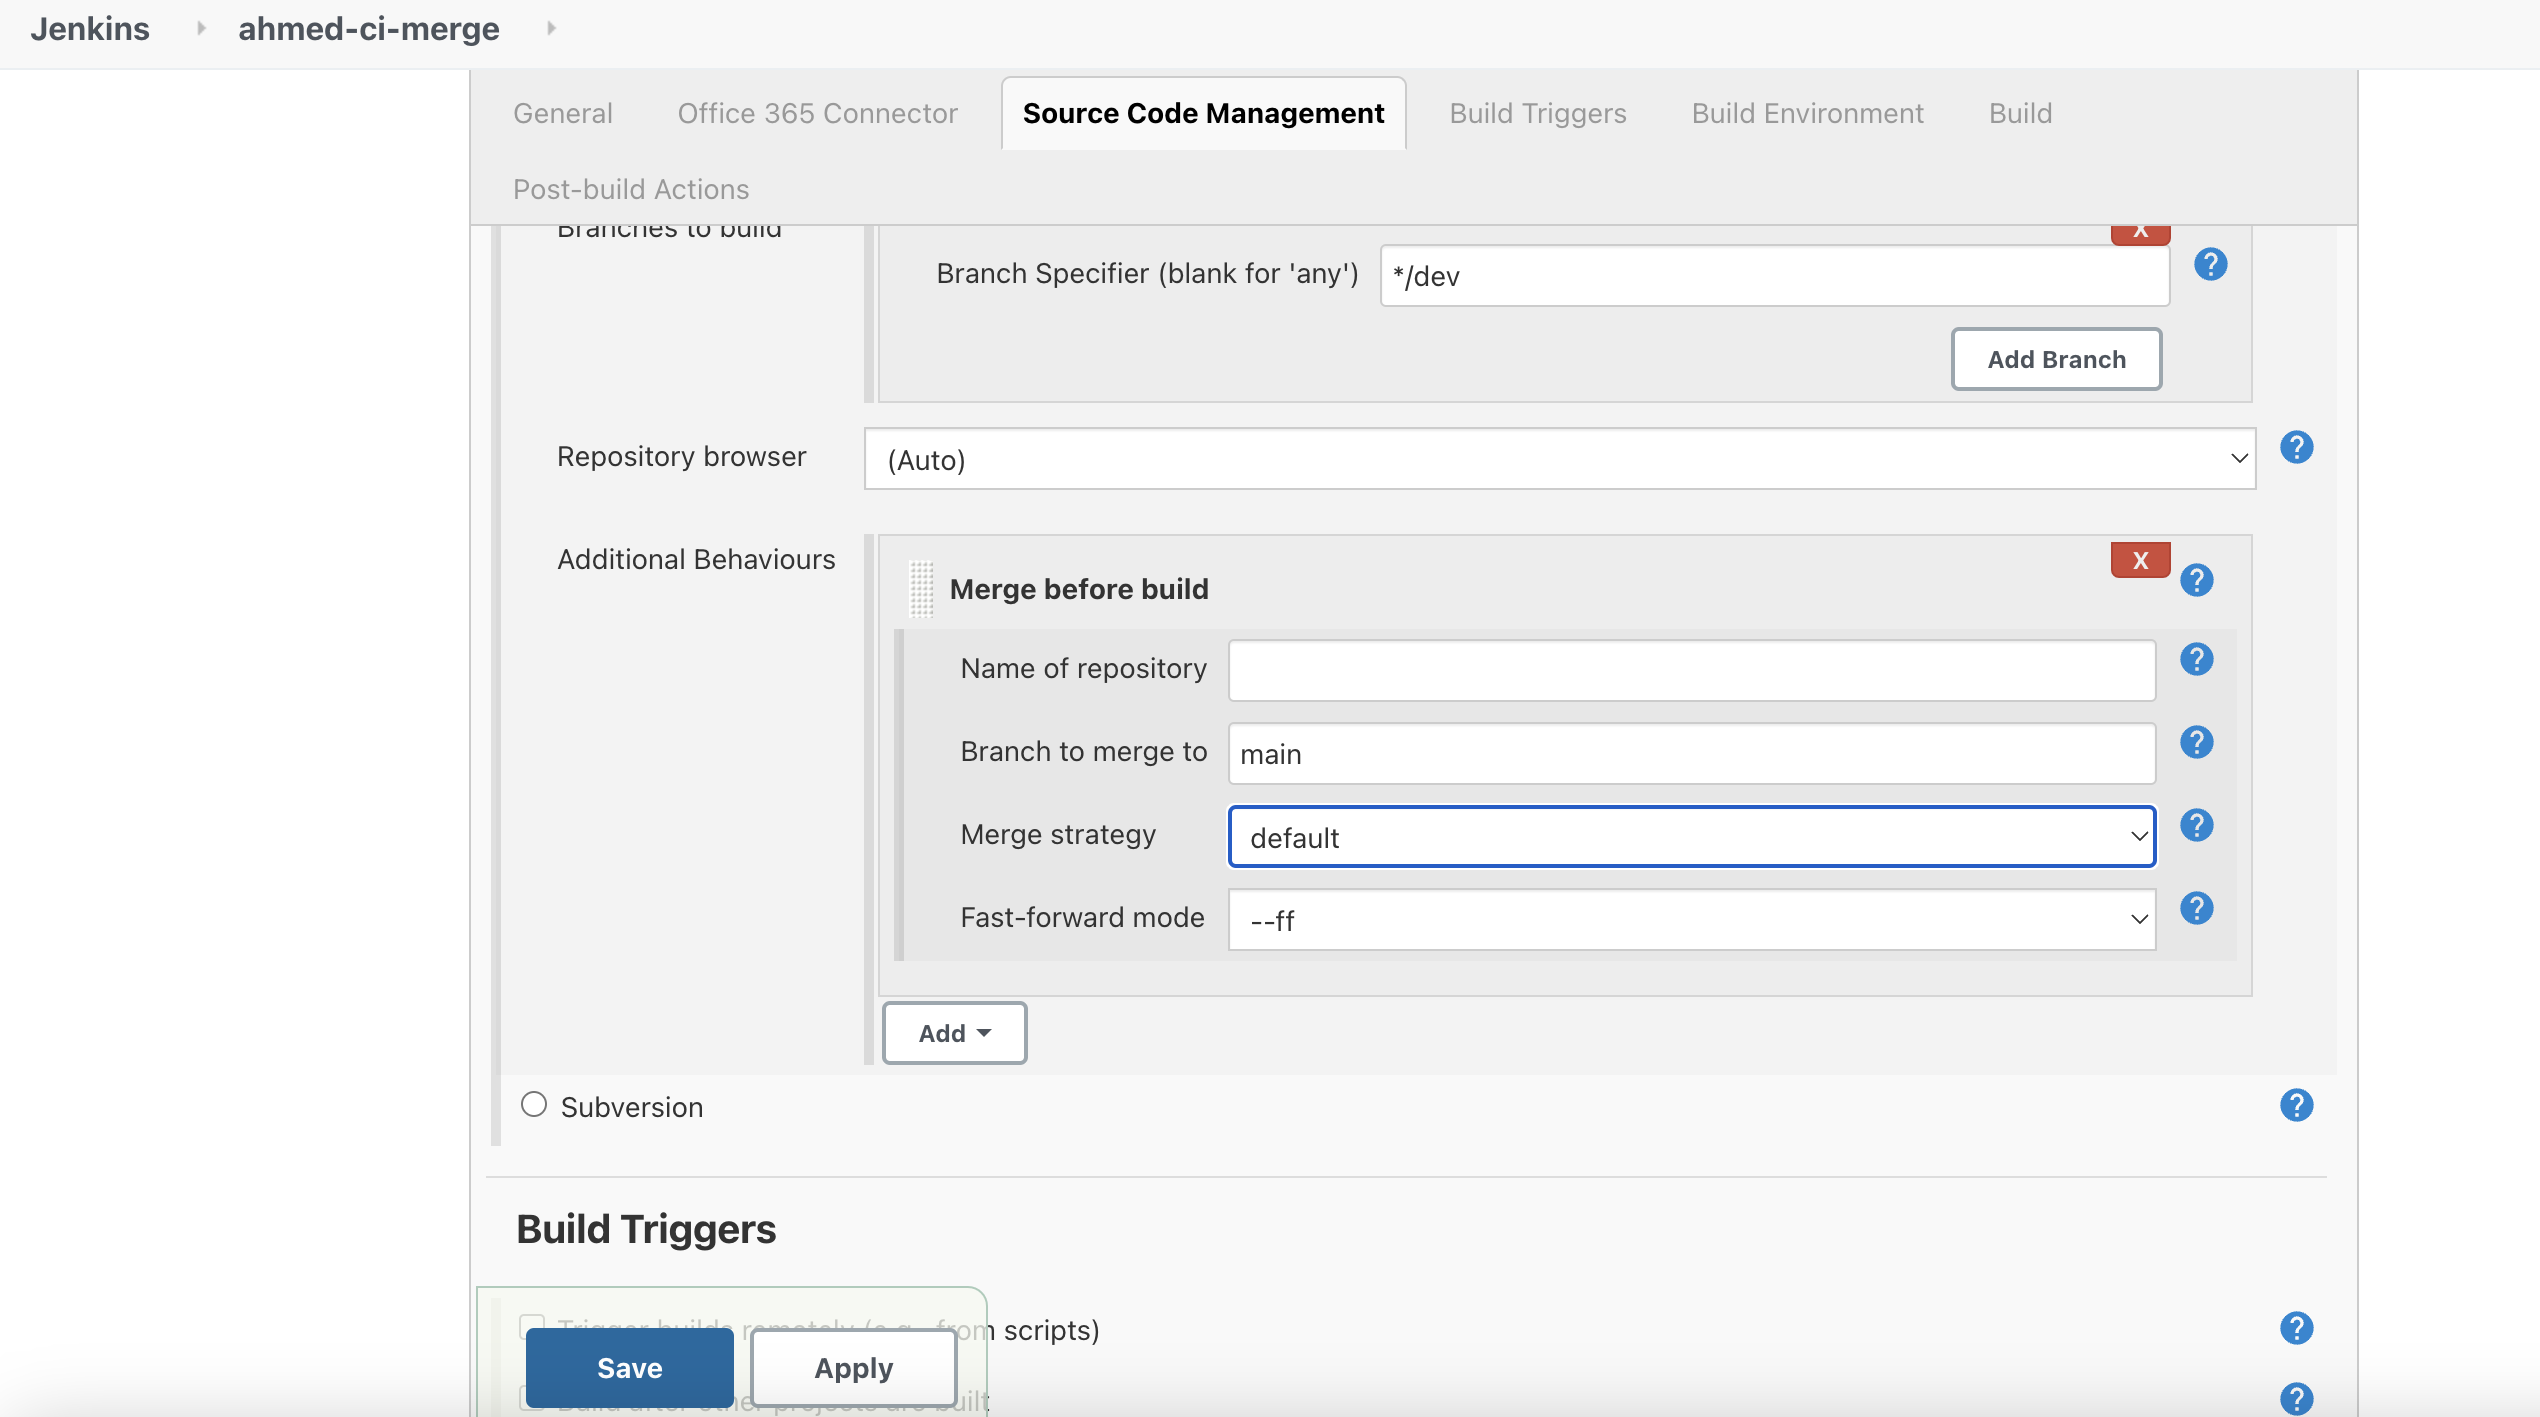 Jenkins ahmed-ci-merge
General Office 365 Connector Source Code Management Build Triggers Build Environment Build
Post-build Actions
Branches to build
X
Branch Specifier (blank for 'any') */dev ?
Add Branch
Repository browser (Auto) ?
Additional Behaviours
X
Merge before build ?
Name of repository ?
Branch to merge to main ?
Merge strategy default ?
Fast-forward mode --ff ?
Add
Subversion ?
Build Triggers
Trigger builds remotely (e.g., from scripts) ?
Save Apply
Build after other projects are built ?